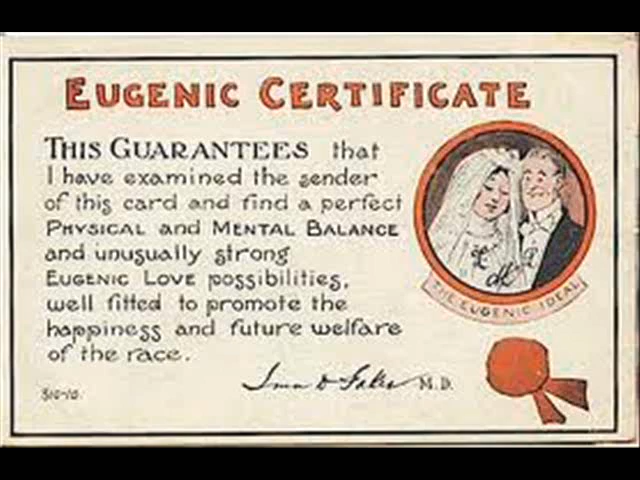 EUGENIC CERTIFICATE
THIS GUARANTEES that
I have examined the sender
of this card and find a perfect
PHYSICAL and MENTAL BALANCE
and unusually strong
EUGENIC LOVE possibilities,
well fitted to promote the
happiness and future welfare
of the race.
THE EUGENIC IDEAL
M.D.